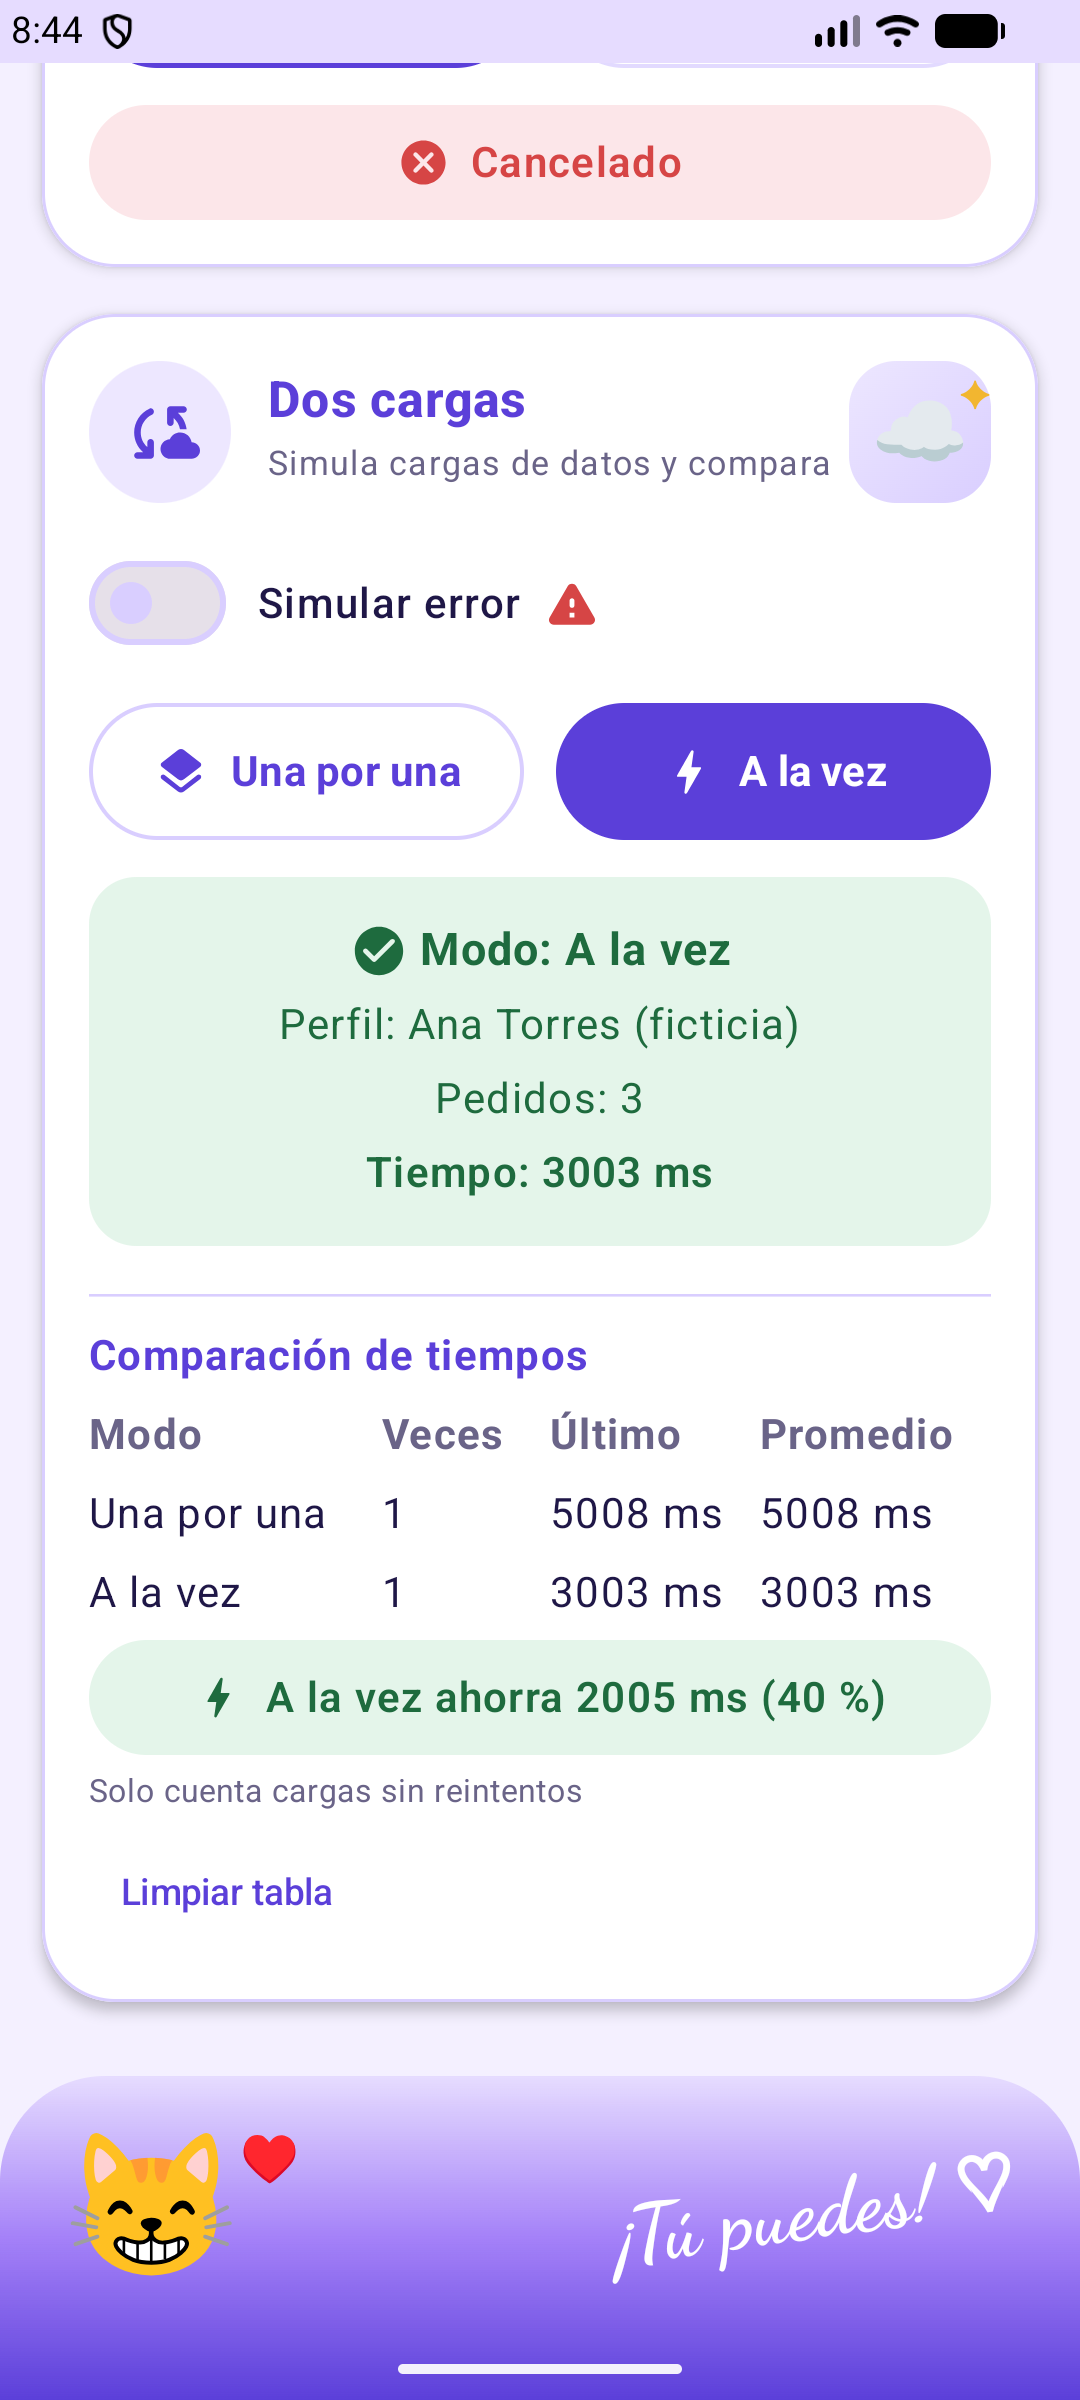 8:44
Cancelado
Dos cargas
Simula cargas de datos y compara
Simular error
Una por una
A la vez
Modo: A la vez
Perfil: Ana Torres (ficticia)
Pedidos: 3
Tiempo: 3003 ms
Comparación de tiempos
Modo Veces Último Promedio
Una por una 1 5008 ms 5008 ms
A la vez 1 3003 ms 3003 ms
A la vez ahorra 2005 ms (40 %)
Solo cuenta cargas sin reintentos
Limpiar tabla
¡Tú puedes! ♡